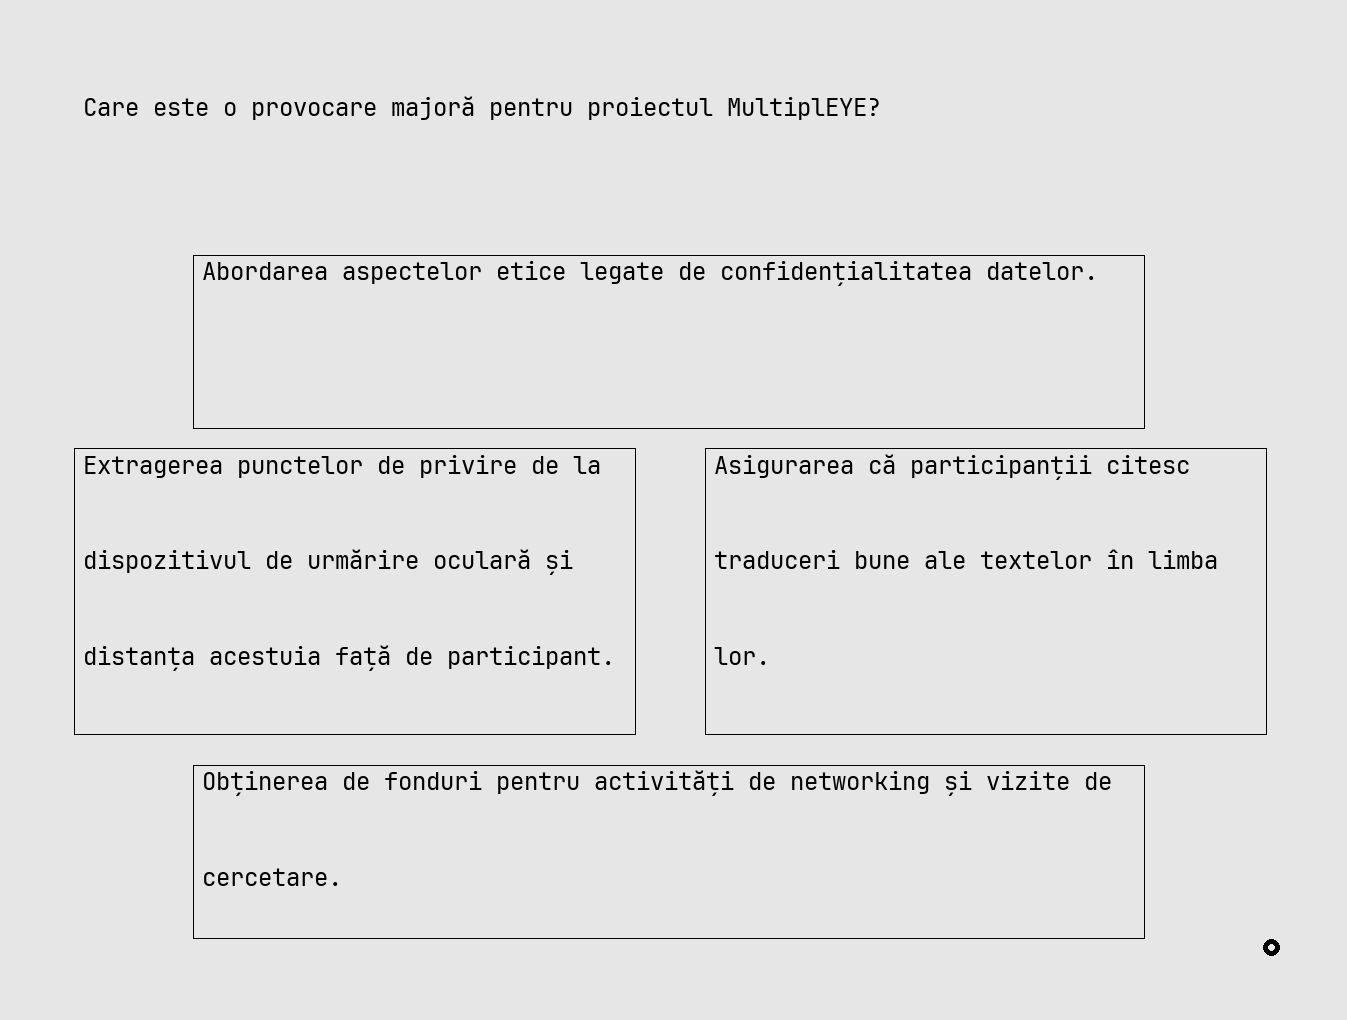 Care este o provocare majoră pentru proiectul MultiplEYE?
Abordarea aspectelor etice legate de confidențialitatea datelor.
Extragerea punctelor de privire de la
dispozitivul de urmărire oculară și
distanța acestuia față de participant.
Asigurarea că participanții citesc
traduceri bune ale textelor în limba
lor.
Obținerea de fonduri pentru activități de networking și vizite de
cercetare.